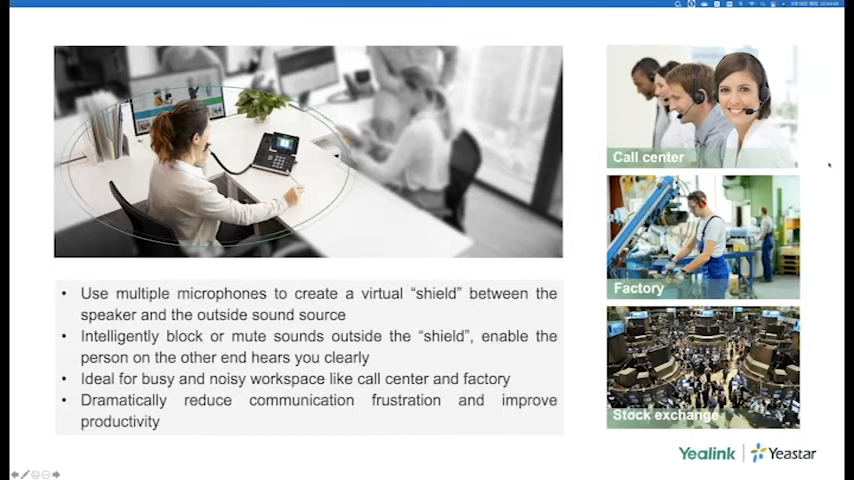 • Use multiple microphones to create a virtual “shield” between the
speaker and the outside sound source
• Intelligently block or mute sounds outside the “shield”, enable the
person on the other end hears you clearly
• Ideal for busy and noisy workspace like call center and factory
• Dramatically reduce communication frustration and improve
productivity
Call center
Factory
Stock exchange
Yealink | Yeastar